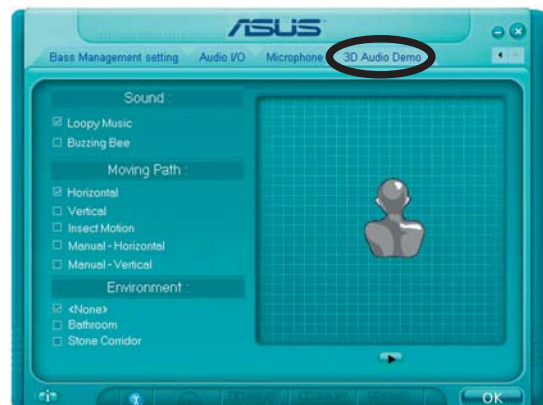 ASUS
Bass Management setting Audio I/O Microphone 3D Audio Demo
Sound :
Loopy Music
Buzzing Bee
Moving Path :
Horizontal
Vertical
Insect Motion
Manual - Horizontal
Manual - Vertical
Environment :
<None>
Bathroom
Stone Corridor
OK